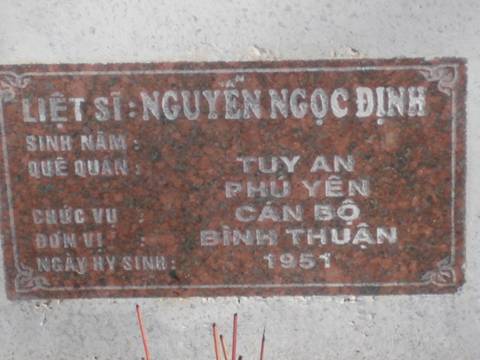 LIỆT SĨ: NGUYỄN NGỌC ĐỊNH
SINH NĂM :
QUÊ QUÁN : TUY AN
PHÚ YÊN
CHỨC VỤ : CÁN BỘ
ĐƠN VỊ : BÌNH THUẬN
NGÀY HY SINH : 1951